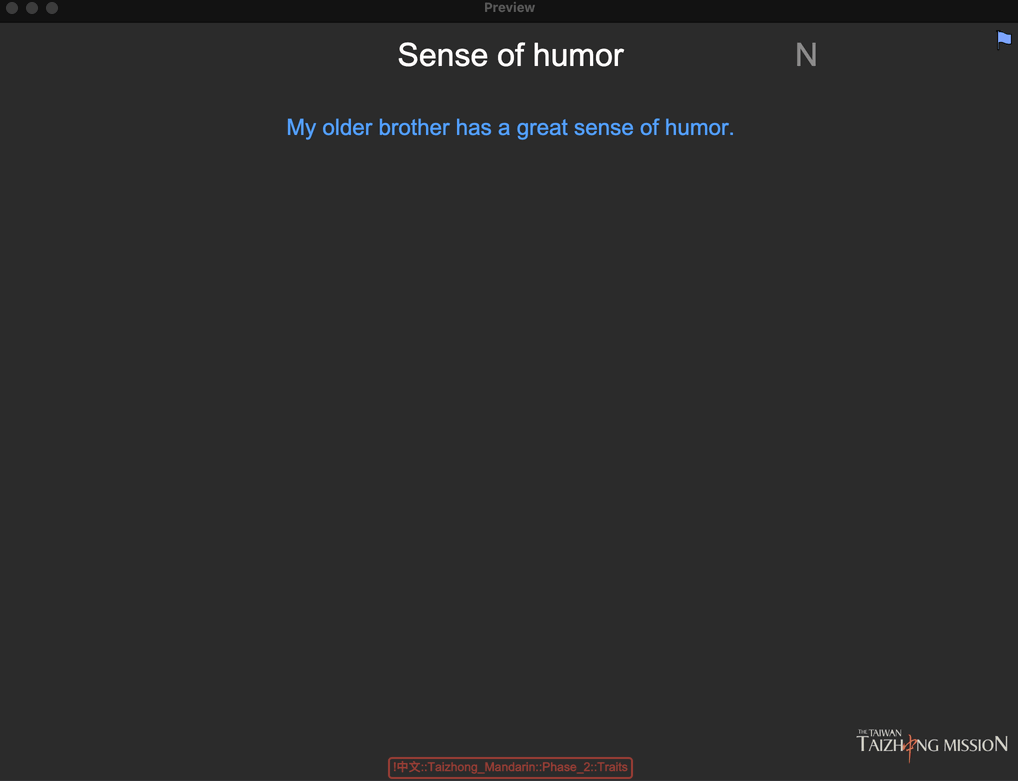 Preview
Sense of humor
N
My older brother has a great sense of humor.
THE TAIWAN
TAIZHONG MISSION
!中文::Taizhong_Mandarin::Phase_2::Traits